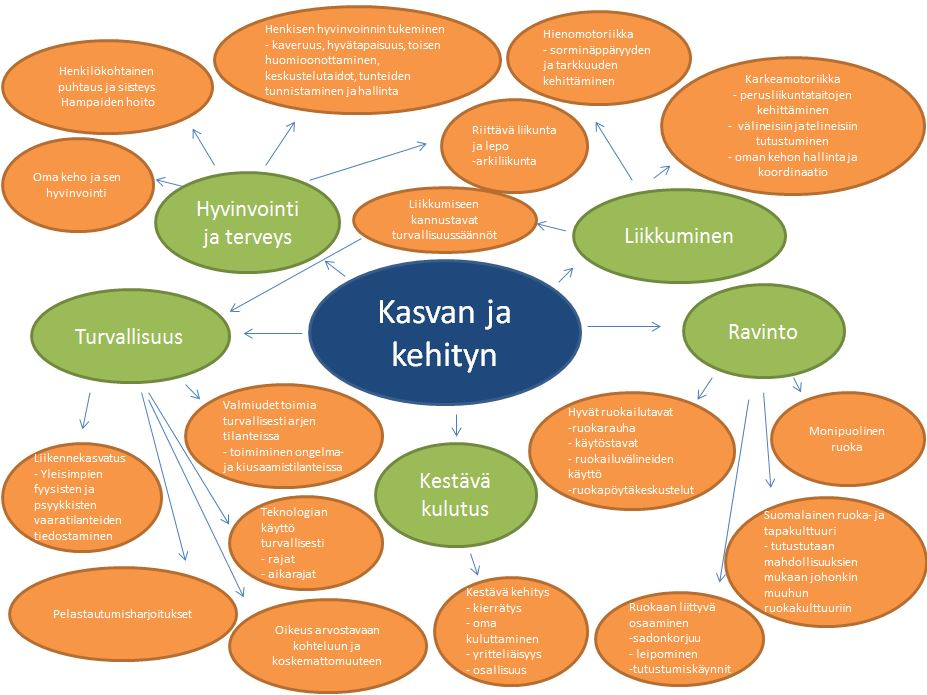 Henkisen hyvinvoinnin tukeminen
- kaveruus, hyvätapaisuus, toisen
huomioonottaminen,
keskustelutaidot, tunteiden
tunnistaminen ja hallinta
Hienomotoriikka
- sorminäppäryyden
ja tarkkuuden
kehittäminen
Henkilökohtainen
puhtaus ja siisteys
Hampaiden hoito
Karkeamotoriikka
- perusliikuntataitojen
kehittäminen
- välineisiin ja telineisiin
tutustuminen
- oman kehon hallinta ja
koordinaatio
Riittävä liikunta
ja lepo
-arkiliikunta
Oma keho ja sen
hyvinvointi
Hyvinvointi
ja terveys
Liikkumiseen
kannustavat
turvallisuussäännöt
Liikkuminen
Kasvan ja
kehityn
Turvallisuus
Ravinto
Valmiudet toimia
turvallisesti arjen
tilanteissa
- toimiminen ongelma-
ja kiusaamistilanteissa
Hyvät ruokailutavat
-ruokarauha
- käytöstavat
- ruokailuvälineiden
käyttö
-ruokapöytäkeskustelut
Monipuolinen
ruoka
Liikennekasvatus
- Yleisimpien
fyysisten ja
psyykkisten
vaaratilanteiden
tiedostaminen
Kestävä
kulutus
Teknologian
käyttö
turvallisesti
- rajat
- aikarajat
Suomalainen ruoka- ja
tapakulttuuri
- tutustutaan
mahdollisuuksien
mukaan johonkin
muuhun
ruokakulttuuriin
Pelastautumisharjoitukset
Oikeus arvostavaan
kohteluun ja
koskemattomuuteen
Kestävä kehitys
- kierrätys
- oma
kuluttaminen
- yritteliäisyys
- osallisuus
Ruokaan liittyvä
osaaminen
-sadonkorjuu
- leipominen
-tutustumiskäynnit